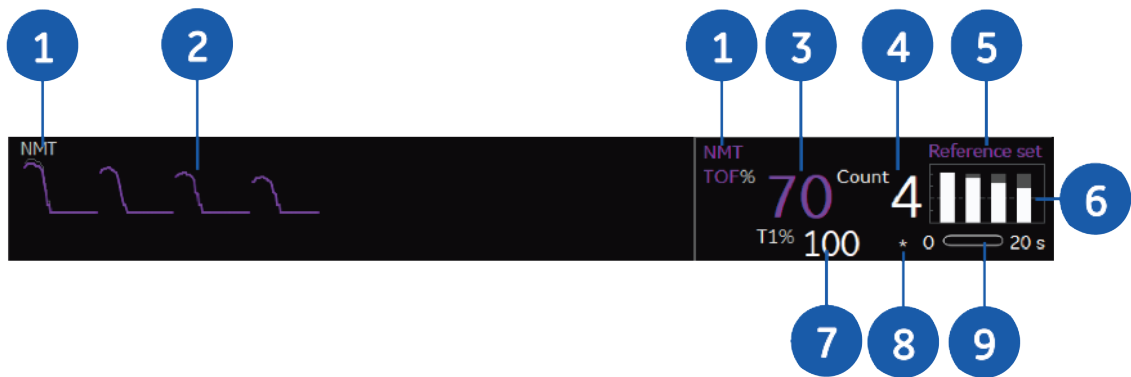 1 2 1 3 4 5
NMT
NMT Reference set
TOF% 70 Count 4
6
T1% 100 * 0 20 s
7 8 9